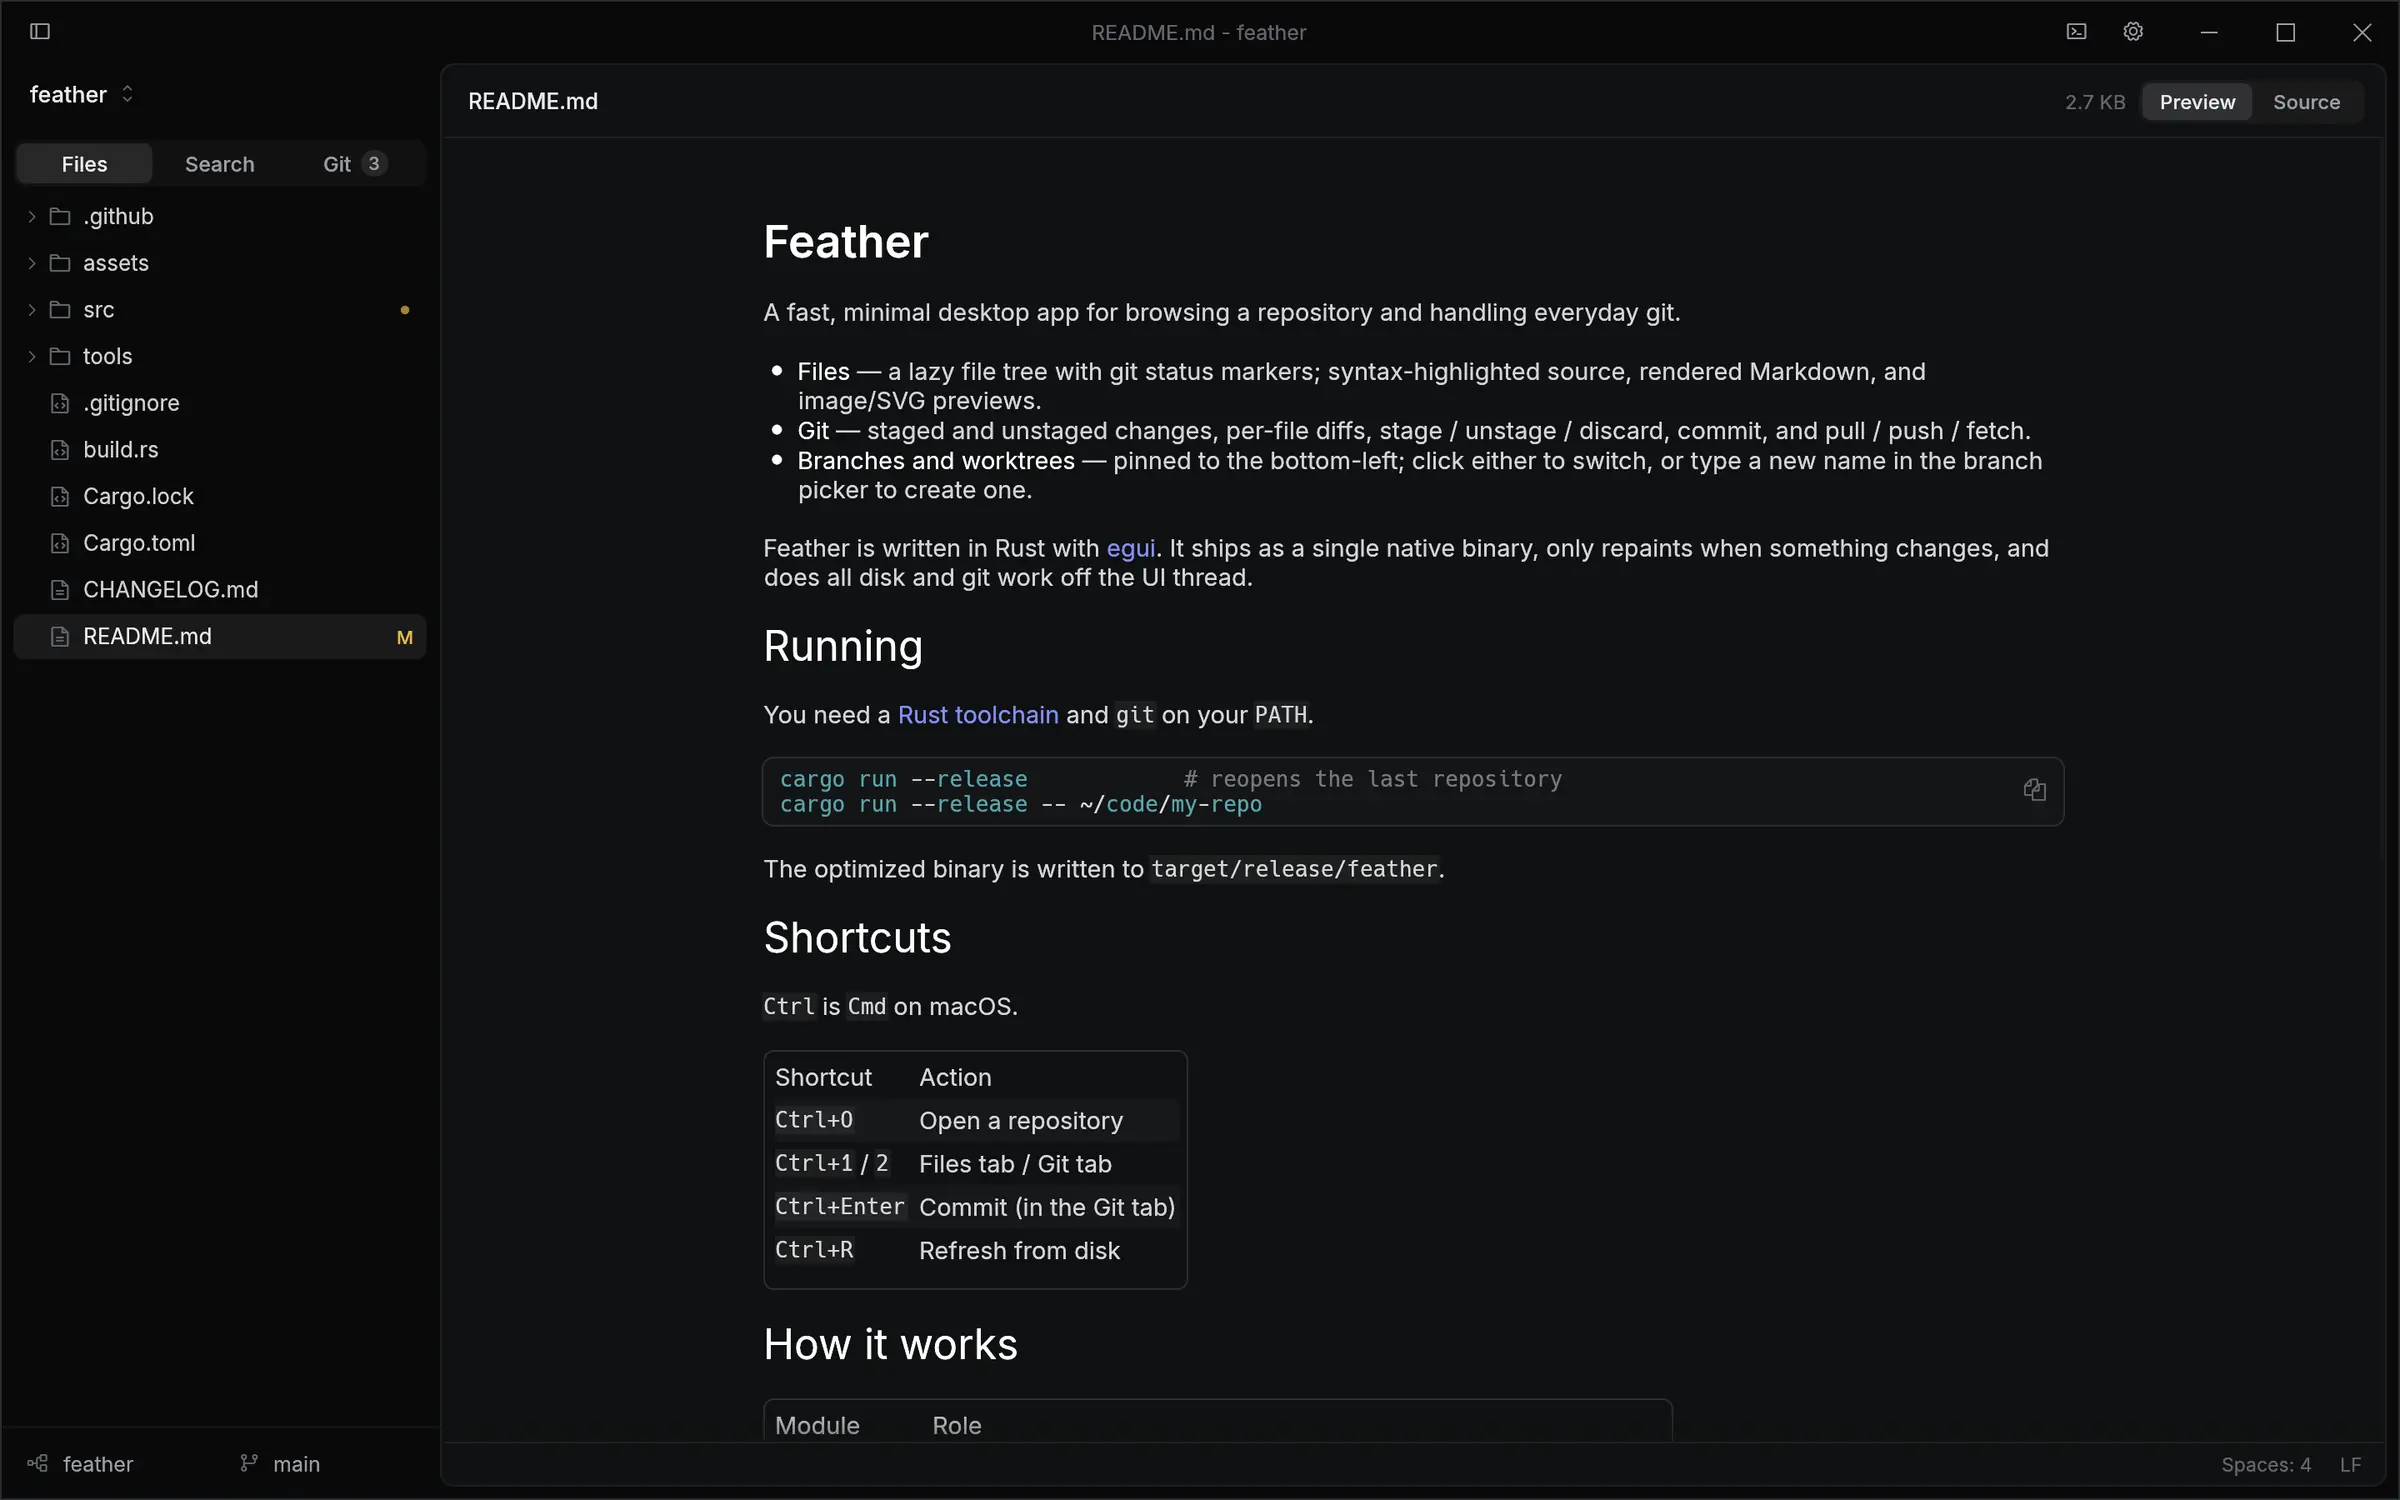 README.md - feather
feather
Files Search Git 3
.github
assets
src
tools
.gitignore
build.rs
Cargo.lock
Cargo.toml
CHANGELOG.md
README.md M
feather main
README.md 2.7 KB Preview Source
Feather
A fast, minimal desktop app for browsing a repository and handling everyday git.
• Files — a lazy file tree with git status markers; syntax-highlighted source, rendered Markdown, and
image/SVG previews.
• Git — staged and unstaged changes, per-file diffs, stage / unstage / discard, commit, and pull / push / fetch.
• Branches and worktrees — pinned to the bottom-left; click either to switch, or type a new name in the branch
picker to create one.
Feather is written in Rust with egui. It ships as a single native binary, only repaints when something changes, and
does all disk and git work off the UI thread.
Running
You need a Rust toolchain and git on your PATH.
cargo run --release # reopens the last repository
cargo run --release -- ~/code/my-repo
The optimized binary is written to target/release/feather.
Shortcuts
Ctrl is Cmd on macOS.
Shortcut Action
Ctrl+O Open a repository
Ctrl+1 / 2 Files tab / Git tab
Ctrl+Enter Commit (in the Git tab)
Ctrl+R Refresh from disk
How it works
Module Role
Spaces: 4 LF